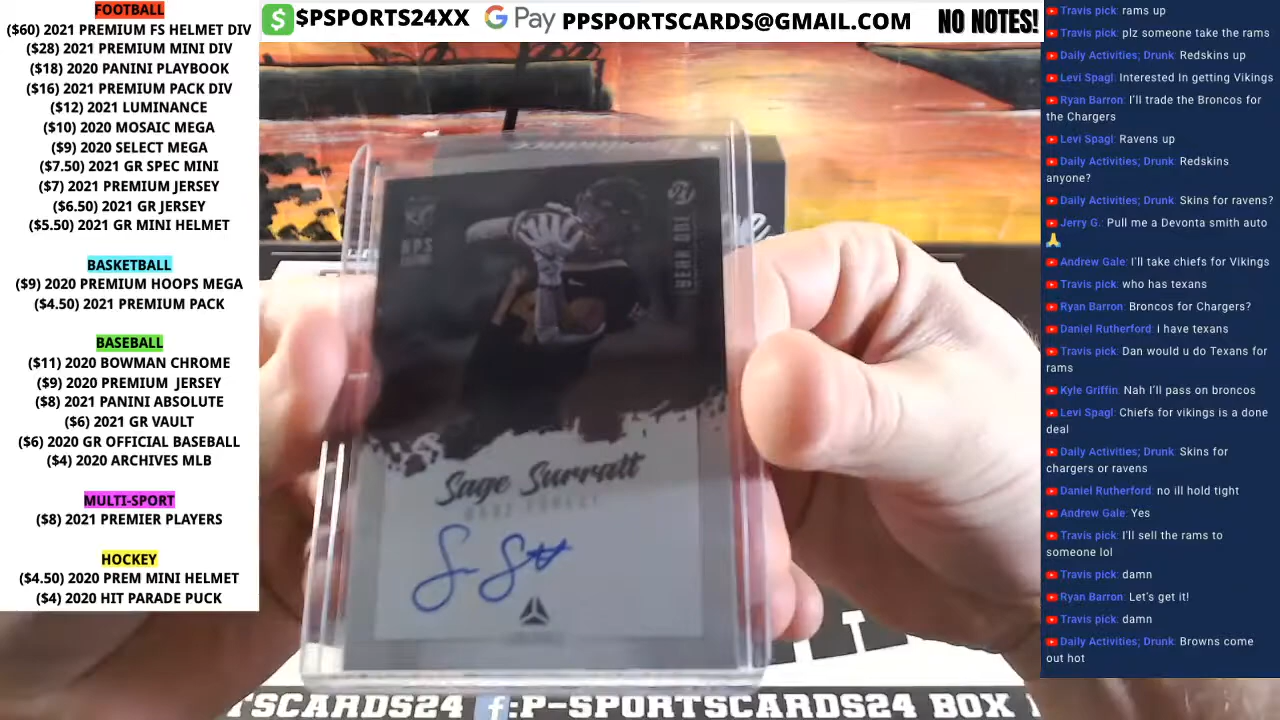 FOOTBALL
($60) 2021 PREMIUM FS HELMET DIV
($28) 2021 PREMIUM MINI DIV
($18) 2020 PANINI PLAYBOOK
($16) 2021 PREMIUM PACK DIV
($12) 2021 LUMINANCE
($10) 2020 MOSAIC MEGA
($9) 2020 SELECT MEGA
($7.50) 2021 GR SPEC MINI
($7) 2021 PREMIUM JERSEY
($6.50) 2021 GR JERSEY
($5.50) 2021 GR MINI HELMET
BASKETBALL
($9) 2020 PREMIUM HOOPS MEGA
($4.50) 2021 PREMIUM PACK
BASEBALL
($11) 2020 BOWMAN CHROME
($9) 2020 PREMIUM JERSEY
($8) 2021 PANINI ABSOLUTE
($6) 2021 GR VAULT
($6) 2020 GR OFFICIAL BASEBALL
($4) 2020 ARCHIVES MLB
MULTI-SPORT
($8) 2021 PREMIER PLAYERS
HOCKEY
($4.50) 2020 PREM MINI HELMET
($4) 2020 HIT PARADE PUCK
$PSPORTS24XX G Pay PPSPORTSCARDS@GMAIL.COM NO NOTES!
RPS
YEAR ONE
21
Sage Surratt
WAKE FOREST
TSCARDS24 f:P-SPORTSCARDS24 BOX
Travis pick: rams up
Travis pick: plz someone take the rams
Daily Activities; Drunk: Redskins up
Levi Spagl: Interested In getting Vikings
Ryan Barron: I'll trade the Broncos for
the Chargers
Levi Spagl: Ravens up
Daily Activities; Drunk: Redskins
anyone?
Daily Activities; Drunk: Skins for ravens?
Jerry G.: Pull me a Devonta smith auto
🙏
Andrew Gale: I'll take chiefs for Vikings
Travis pick: who has texans
Ryan Barron: Broncos for Chargers?
Daniel Rutherford: i have texans
Travis pick: Dan would u do Texans for
rams
Kyle Griffin: Nah I'll pass on broncos
Levi Spagl: Chiefs for vikings is a done
deal
Daily Activities; Drunk: Skins for
chargers or ravens
Daniel Rutherford: no ill hold tight
Andrew Gale: Yes
Travis pick: I'll sell the rams to
someone lol
Travis pick: damn
Ryan Barron: Let's get it!
Travis pick: damn
Daily Activities; Drunk: Browns come
out hot